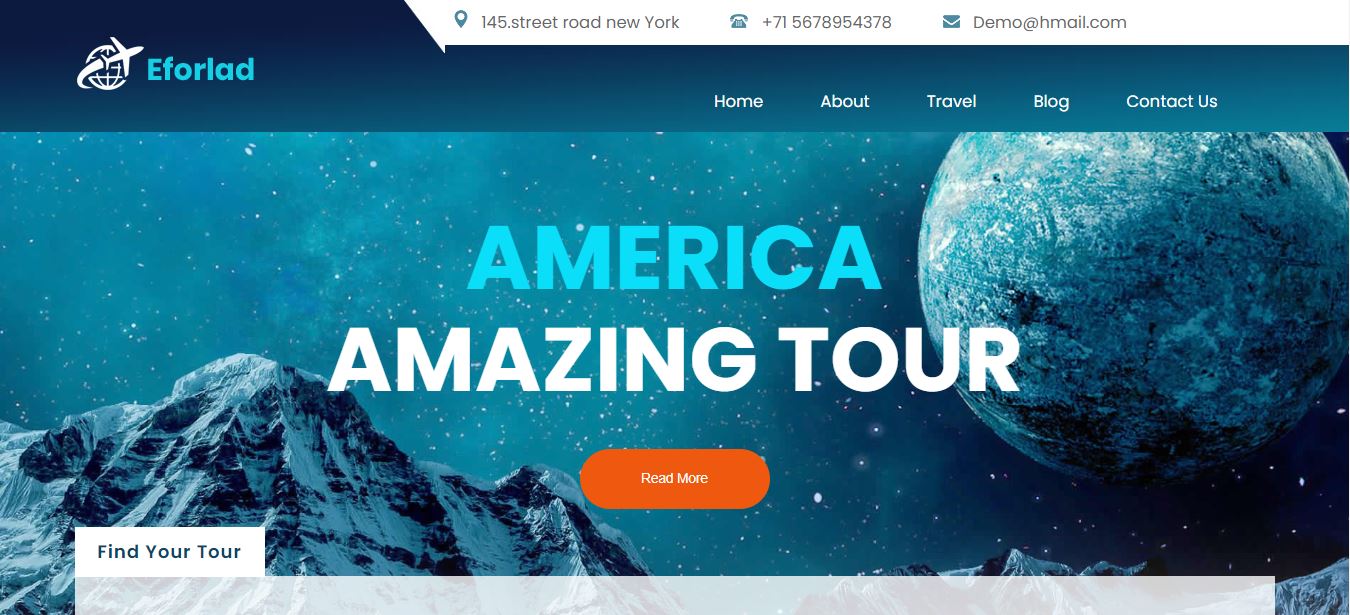 145.street road new York +71 5678954378 Demo@hmail.com
Eforlad
Home About Travel Blog Contact Us
AMERICA
AMAZING TOUR
Read More
Find Your Tour